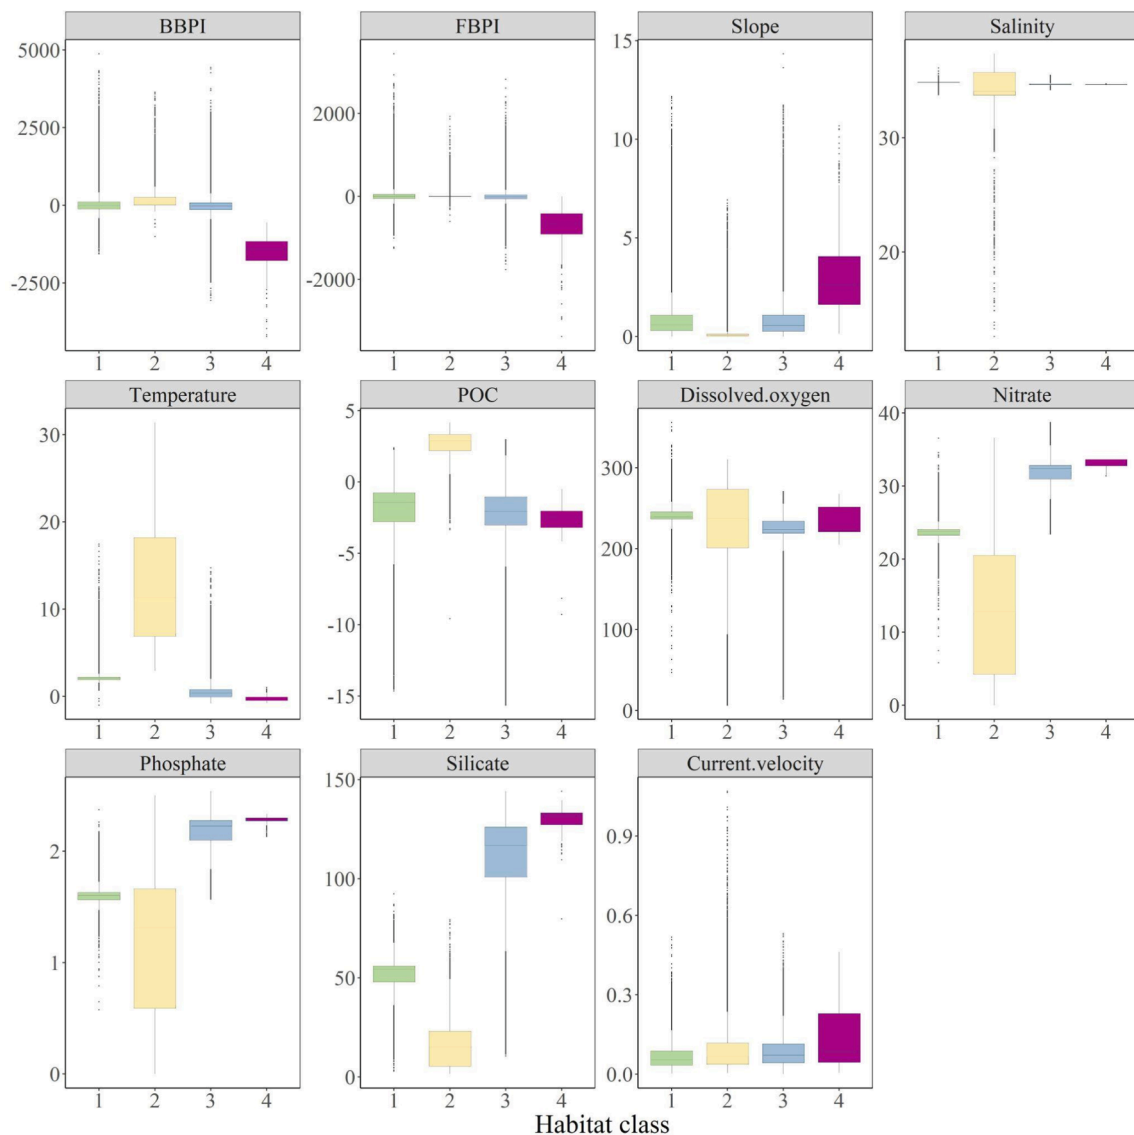 BBPI
FBPI
Slope
Salinity
5000
2500
0
-2500
2000
0
-2000
15
10
5
0
30
20
1 2 3 4
1 2 3 4
1 2 3 4
1 2 3 4
Temperature
POC
Dissolved.oxygen
Nitrate
30
20
10
0
5
0
-5
-10
-15
300
200
100
0
40
30
20
10
0
1 2 3 4
1 2 3 4
1 2 3 4
1 2 3 4
Phosphate
Silicate
Current.velocity
2
1
0
150
100
50
0
0.9
0.6
0.3
0.0
1 2 3 4
1 2 3 4
1 2 3 4
Habitat class